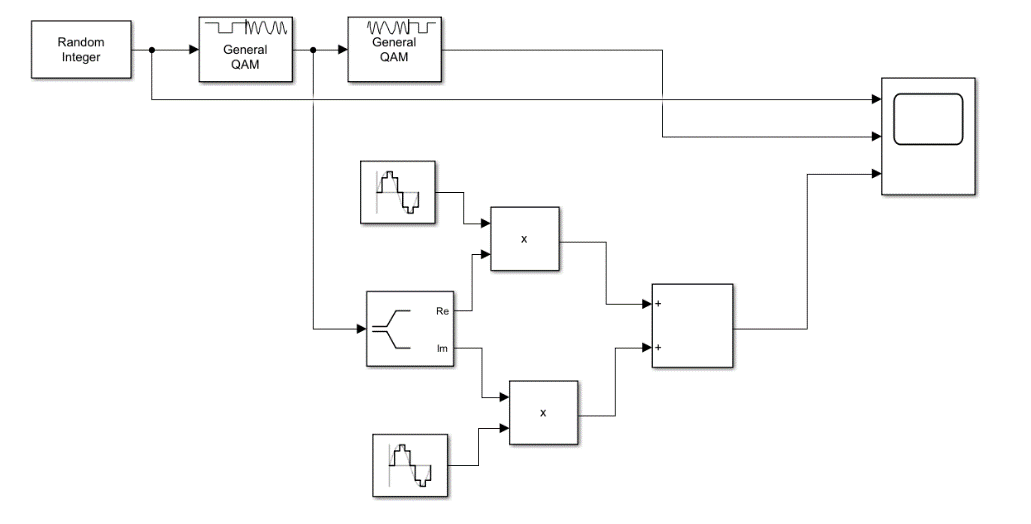 Random
Integer
General
QAM
General
QAM
x
Re
Im
+
+
x